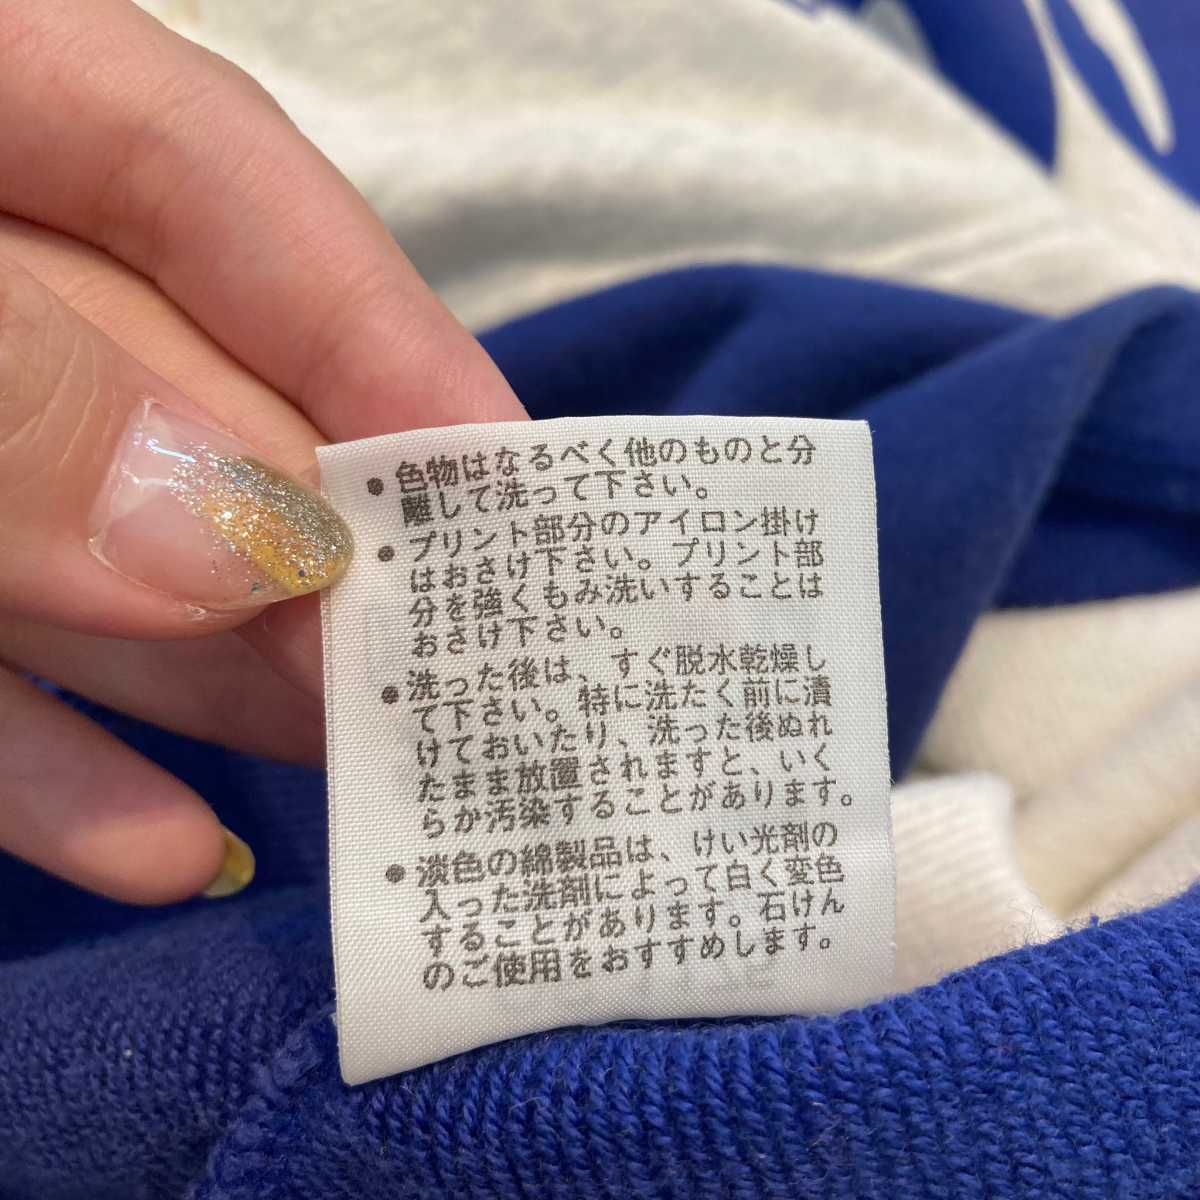 ●色物はなるべく他のものと分
離して洗って下さい。
●プリント部分のアイロン掛け
はおさけ下さい。プリント部
分を強くもみ洗いすることは
おさけ下さい。
●洗った後は、すぐ脱水乾燥し
て下さい。特に洗たく前に漬
けておいたり、洗った後ぬれ
たまま放置されますと、いく
らか汚染することがあります。
●淡色の綿製品は、けい光剤の
入った洗剤によって白く変色
することがあります。石けん
のご使用をおすすめします。